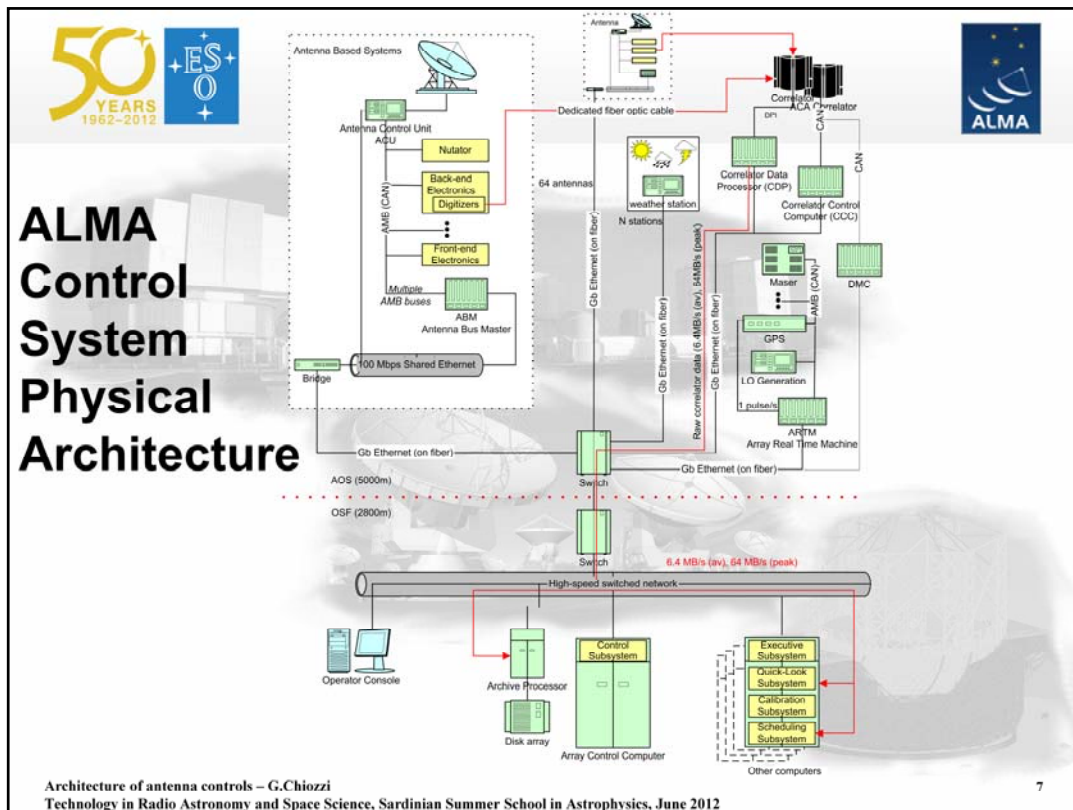 50
YEARS
1962–2012
ES
O
ALMA
ALMA
Control
System
Physical
Architecture
Antenna Based Systems
Antenna Control Unit
ACU
Nutator
Back-end
Electronics
Digitizers
Front-end
Electronics
AMB (CAN)
Multiple
AMB buses
ABM
Antenna Bus Master
100 Mbps Shared Ethernet
Bridge
Antenna
Dedicated fiber optic cable
64 antennas
Gb Ethernet (on fiber)
weather station
N stations
Gb Ethernet (on fiber)
Correlator
ACA Correlator
DPI
CAN
CAN
Correlator Data
Processor (CDP)
Correlator Control
Computer (CCC)
Raw correlator data (6.4MB/s (av), 64MB/s (peak)
Gb Ethernet (on fiber)
Maser
AMB (CAN)
DMC
GPS
LO Generation
1 pulse/s
ARTM
Array Real Time Machine
Gb Ethernet (on fiber)
Gb Ethernet (on fiber)
Switch
AOS (5000m)
OSF (2800m)
Switch
6.4 MB/s (av), 64 MB/s (peak)
High-speed switched network
Operator Console
Archive Processor
Disk array
Control
Subsystem
Array Control Computer
Executive
Subsystem
Quick-Look
Subsystem
Calibration
Subsystem
Scheduling
Subsystem
Other computers
Architecture of antenna controls – G.Chiozzi
7
Technology in Radio Astronomy and Space Science, Sardinian Summer School in Astrophysics, June 2012